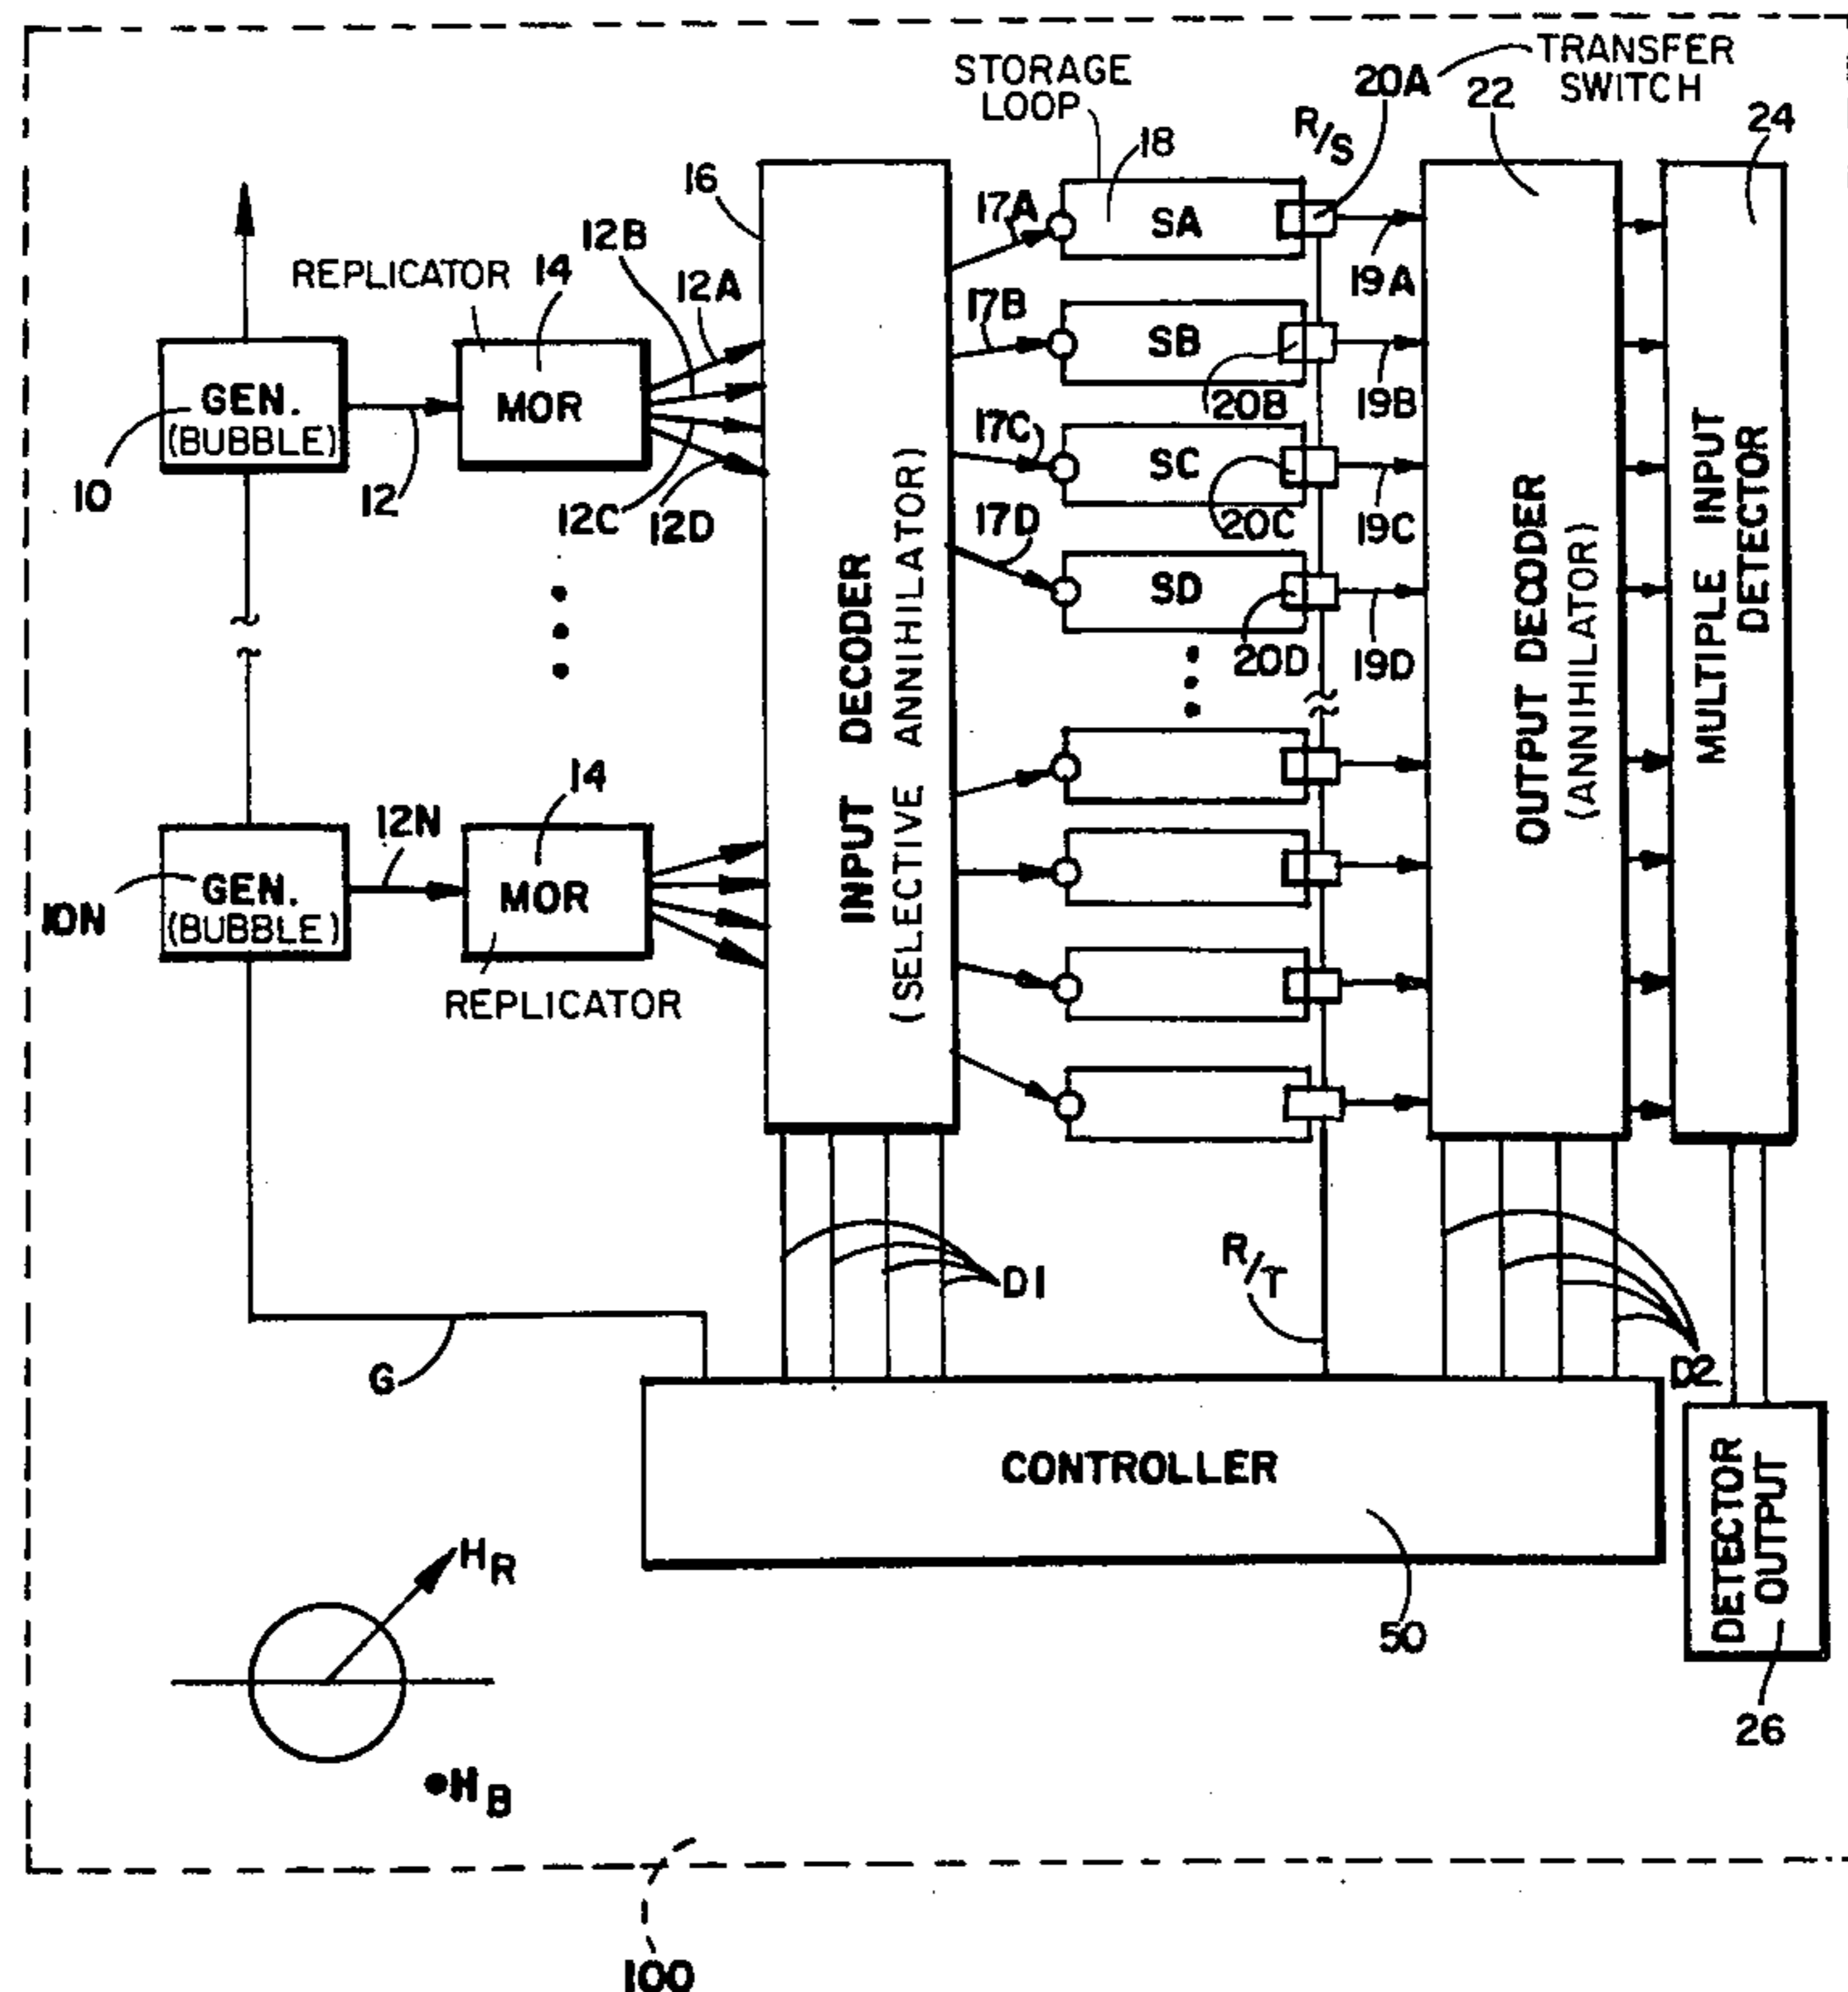 STORAGE
LOOP
TRANSFER
SWITCH
20A
22
24
R/S
18
16
17A
SA
12B
REPLICATOR
14
12A
19A
17B
SB
GEN.
(BUBBLE)
MOR
20B
19B
10
12
12C
12D
17C
SC
20C
19C
17D
SD
20D
19D
INPUT DECODER
(SELECTIVE ANNIHILATOR)
OUTPUT DECODER
(ANNIHILATOR)
MULTIPLE INPUT
DETECTOR
14
12N
10N
GEN.
(BUBBLE)
MOR
REPLICATOR
D1
R/T
D2
G
CONTROLLER
50
DETECTOR
OUTPUT
26
HR
HB
100